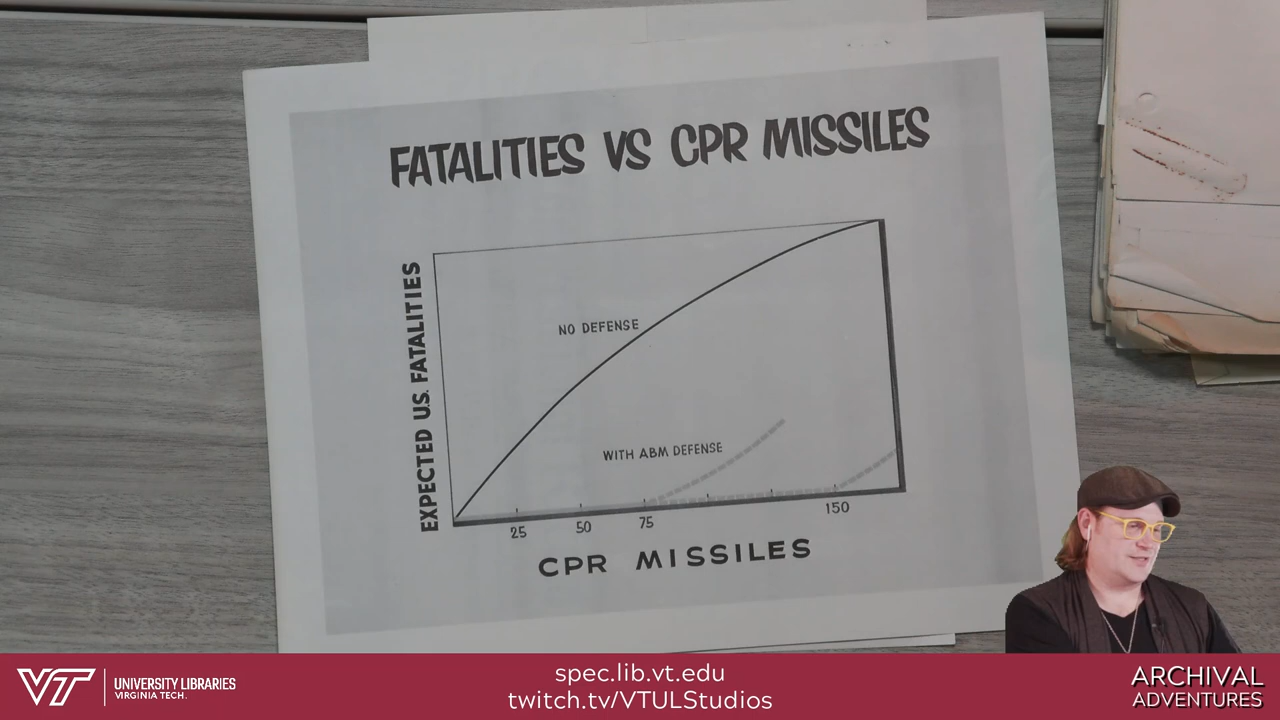 FATALITIES VS CPR MISSILES
EXPECTED U.S. FATALITIES
NO DEFENSE
WITH ABM DEFENSE
25 50 75 150
CPR MISSILES
VT UNIVERSITY LIBRARIES
VIRGINIA TECH.
spec.lib.vt.edu
twitch.tv/VTULStudios
ARCHIVAL
ADVENTURES